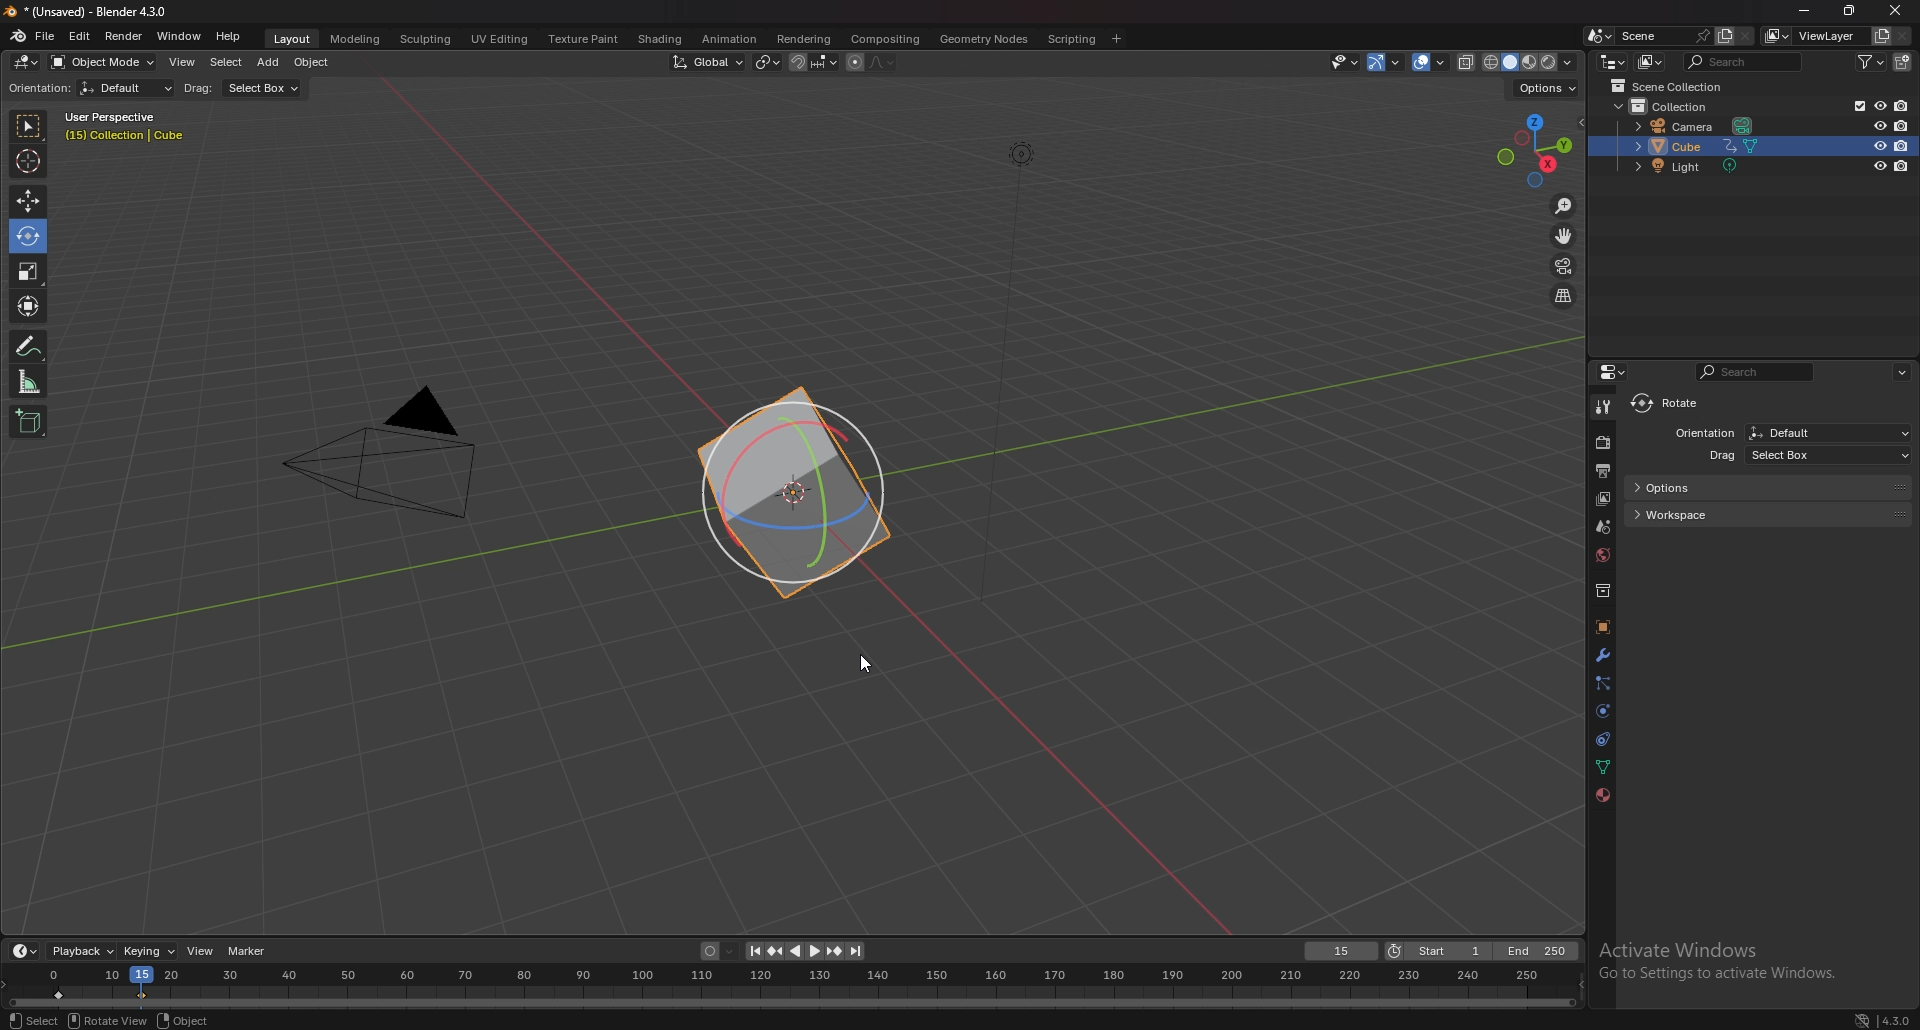 * (Unsaved) - Blender 4.3.0
File Edit Render Window Help Layout Modeling Sculpting UV Editing Texture Paint Shading Animation Rendering Compositing Geometry Nodes Scripting + Scene ViewLayer
Object Mode View Select Add Object Global Search
Orientation: Default Drag: Select Box Options
Scene Collection
Collection
Camera
Cube
Light
User Perspective
(15) Collection | Cube
Z
Y
X
Search
Rotate
Orientation Default
Drag Select Box
Options
Workspace
Playback Keying View Marker 15 Start 1 End 250
0 10 15 20 30 40 50 60 70 80 90 100 110 120 130 140 150 160 170 180 190 200 210 220 230 240 250
Activate Windows
Go to Settings to activate Windows.
Select Rotate View Object 4.3.0